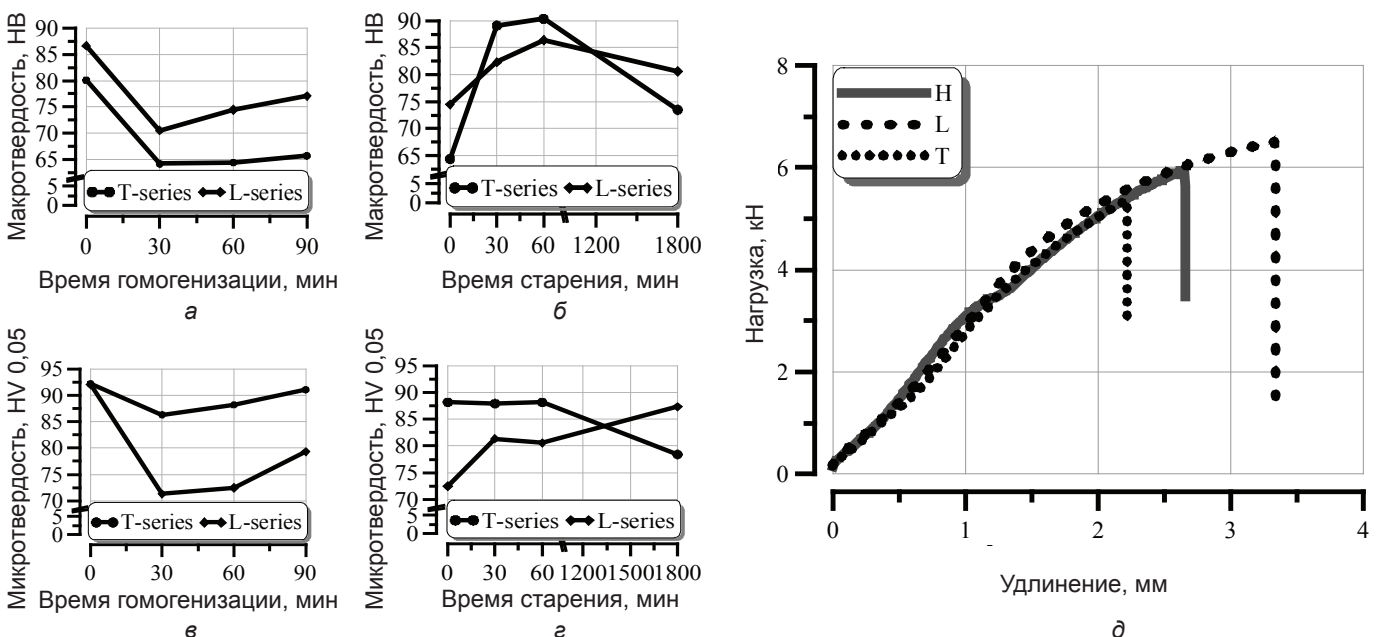 Макротвердость, HB
90
85
80
75
70
65
5
0
T-series L-series
0 30 60 90
Время гомогенизации, мин
а
Макротвердость, HB
90
85
80
75
70
65
5
0
T-series L-series
0 30 60 1200 1800
Время старения, мин
б
Микротвердость, HV 0,05
95
90
85
80
75
70
5
0
T-series L-series
0 30 60 90
Время гомогенизации, мин
в
Микротвердость, HV 0,05
95
90
85
80
75
70
5
0
T-series L-series
0 30 60 1200 1500 1800
Время старения, мин
г
Нагрузка, кН
8
6
4
2
0
H
L
T
0 1 2 3 4
Удлинение, мм
д